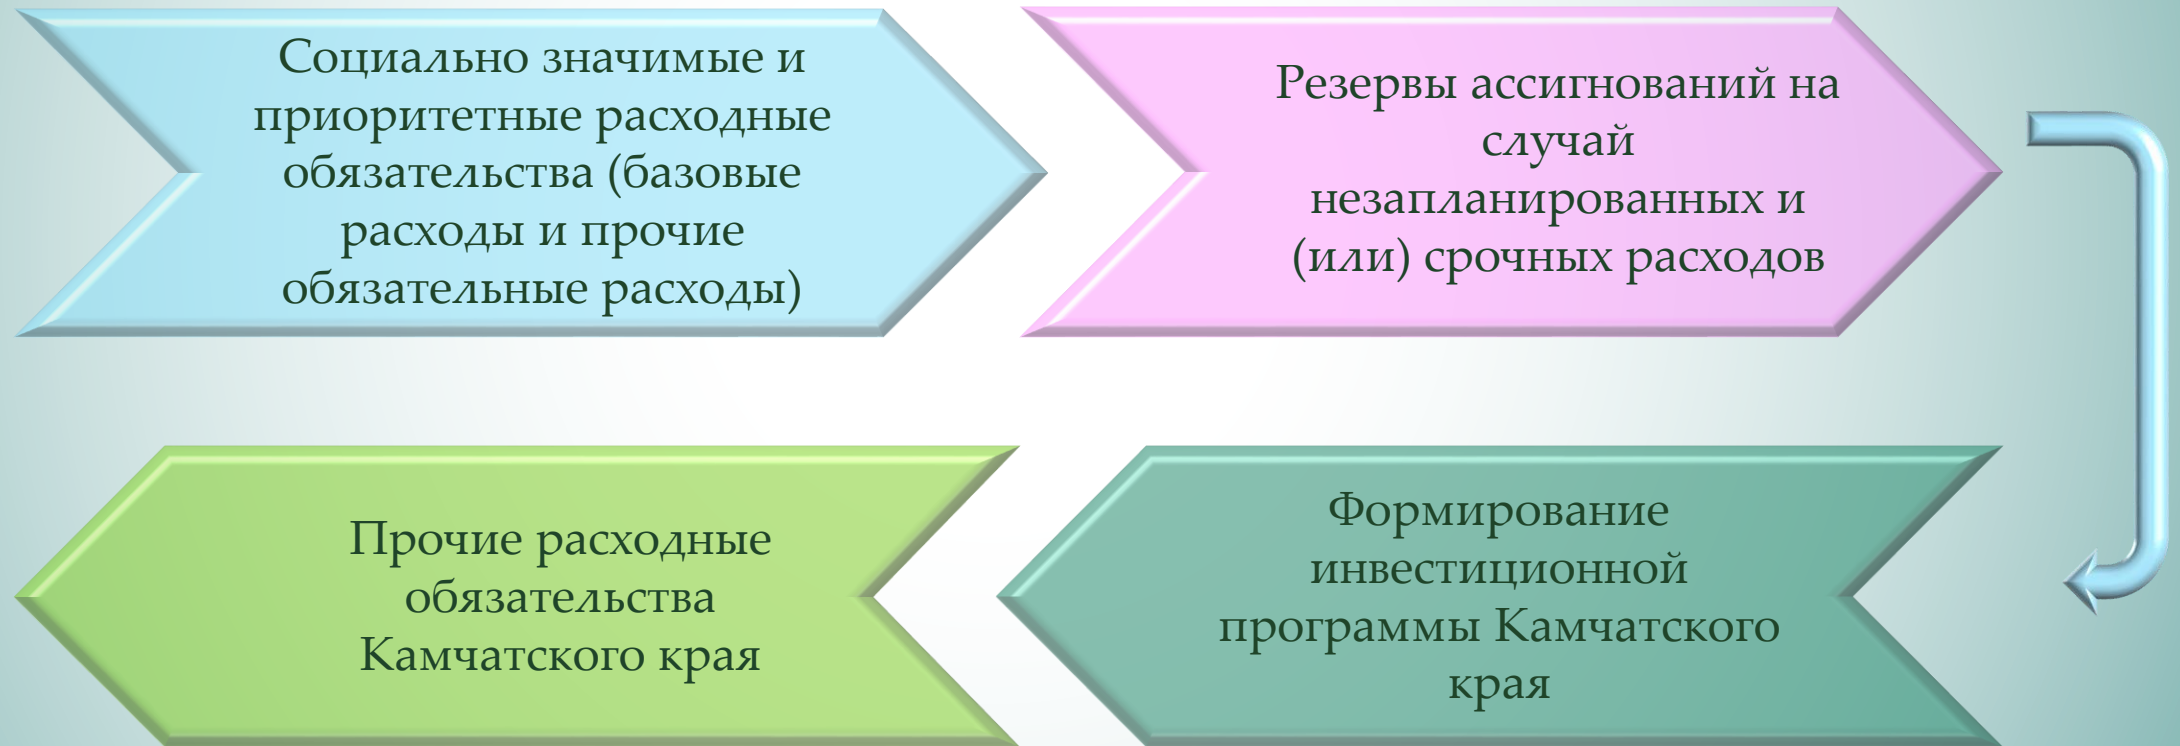 Социально значимые и
приоритетные расходные
обязательства (базовые
расходы и прочие
обязательные расходы)
Резервы ассигнований на
случай
незапланированных и
(или) срочных расходов
Формирование
инвестиционной
программы Камчатского
края
Прочие расходные
обязательства
Камчатского края